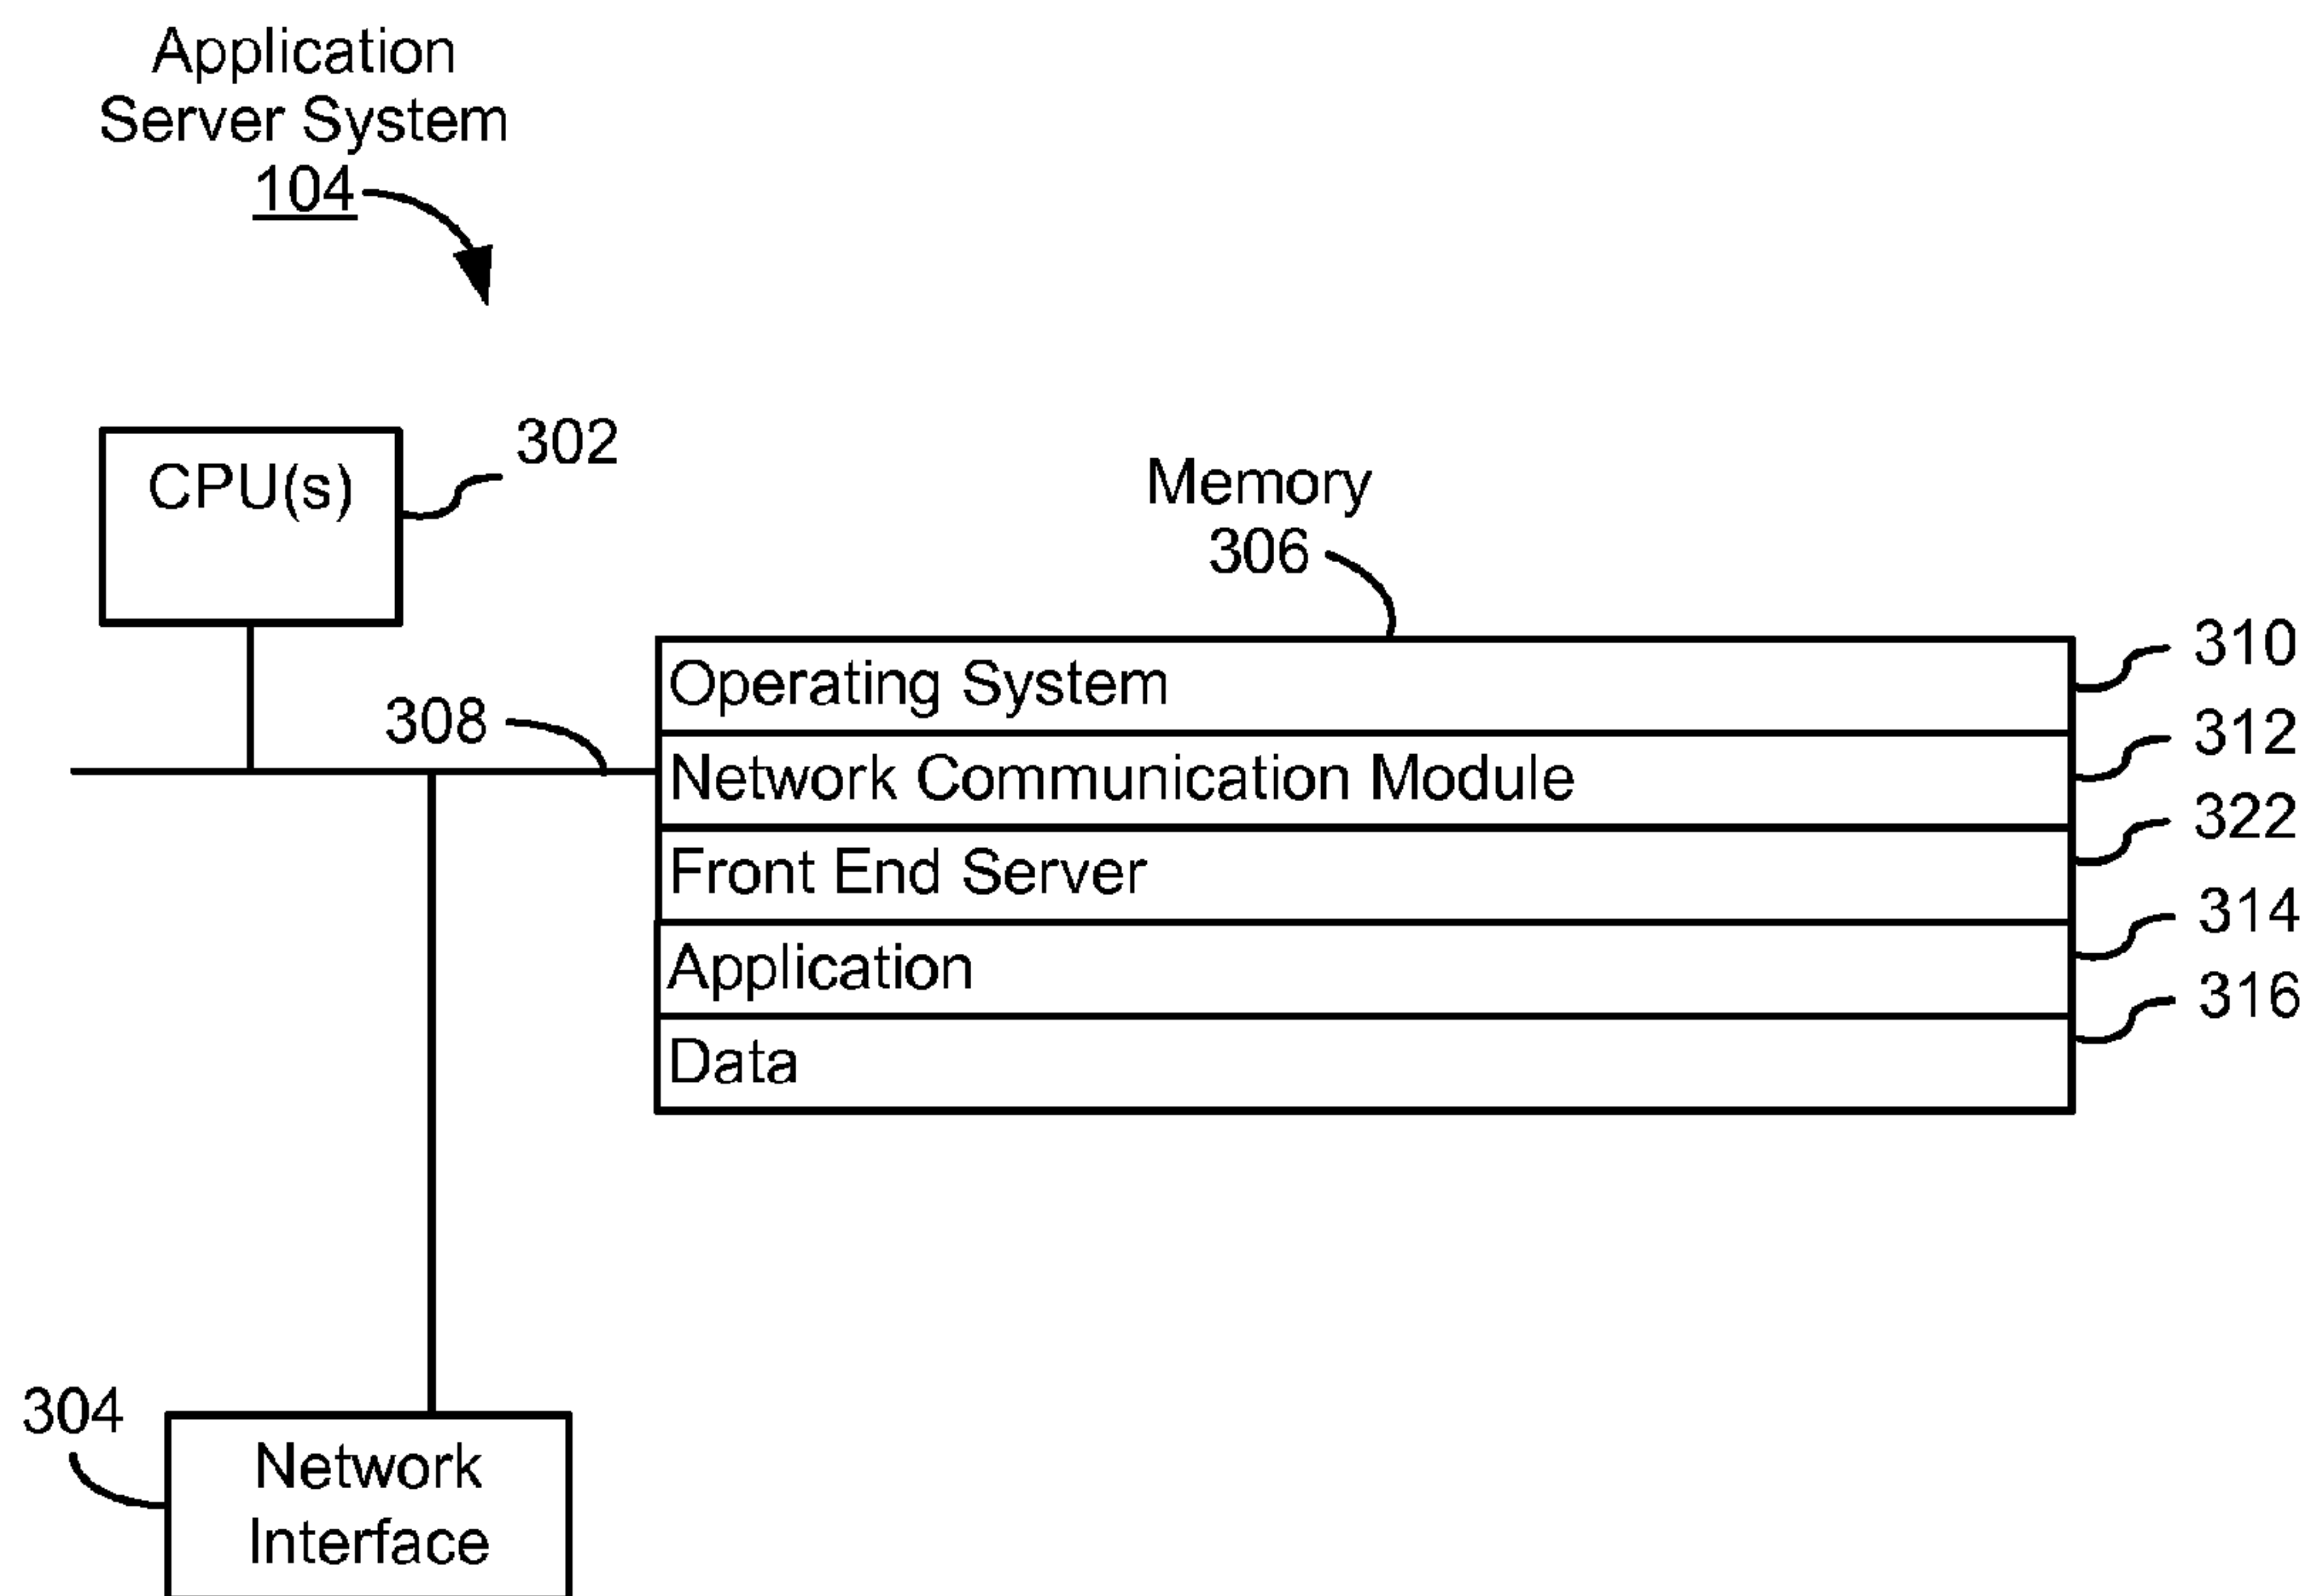 Application
Server System
104
CPU(s)
302
Memory
306
308
Operating System
310
Network Communication Module
312
Front End Server
322
Application
314
Data
316
304
Network
Interface